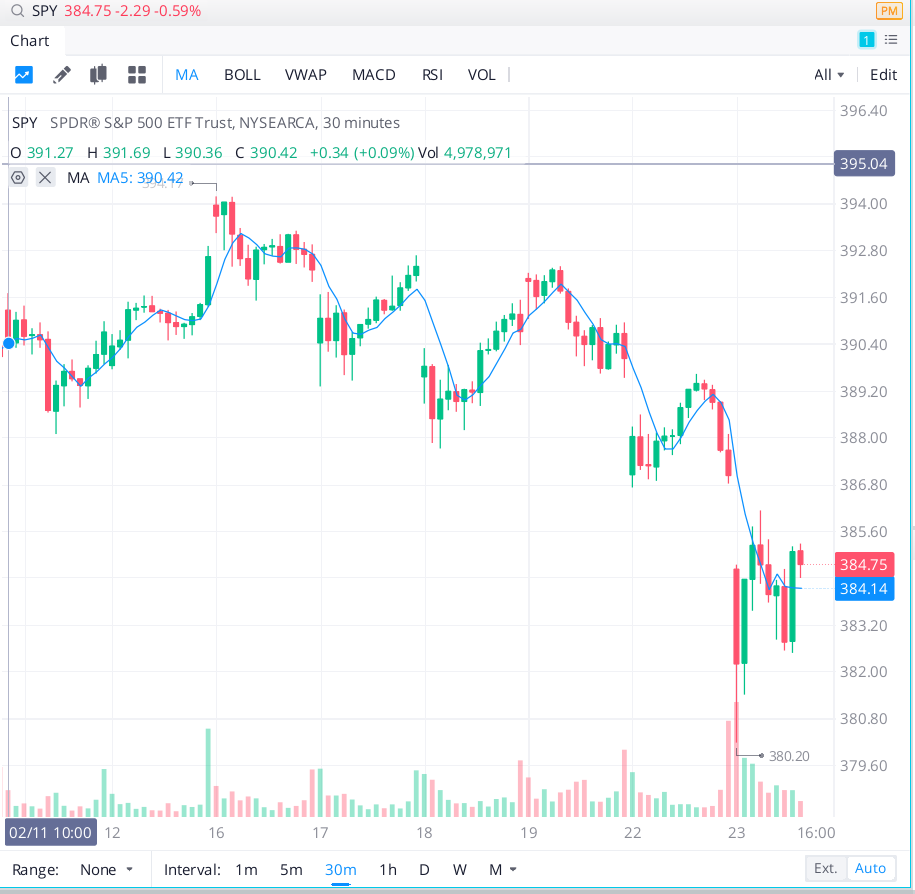 SPY 384.75 -2.29 -0.59% PM
Chart 1
MA BOLL VWAP MACD RSI VOL All Edit
SPY SPDR® S&P 500 ETF Trust, NYSEARCA, 30 minutes
O 391.27 H 391.69 L 390.36 C 390.42 +0.34 (+0.09%) Vol 4,978,971
MA MA5: 390.42
396.40
395.04
394.00
392.80
391.60
390.40
389.20
388.00
386.80
385.60
384.75
384.14
383.20
382.00
380.80
380.20
379.60
02/11 10:00 12 16 17 18 19 22 23 16:00
Range: None Interval: 1m 5m 30m 1h D W M Ext. Auto